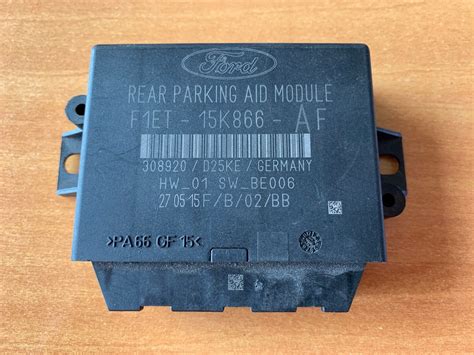 Ford
REAR PARKING AID MODULE
F1ET - 15K866 - AF
308920 / D25KE / GERMANY
HW_01 SW_BE006
270515F/B/02/BB
>PA66 GF 15<